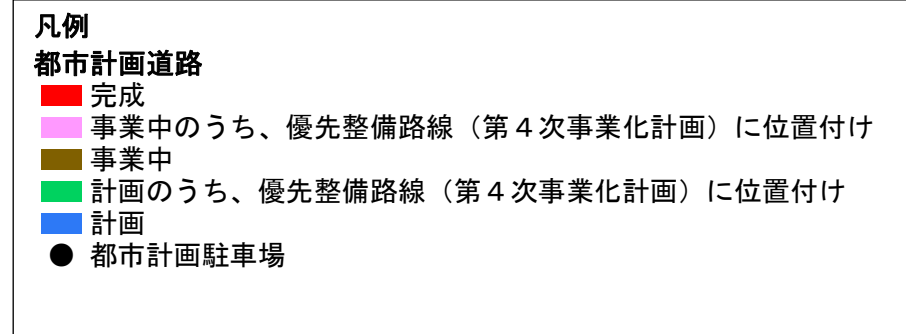 凡例
都市計画道路
完成
事業中のうち、優先整備路線（第４次事業化計画）に位置付け
事業中
計画のうち、優先整備路線（第４次事業化計画）に位置付け
計画
都市計画駐車場